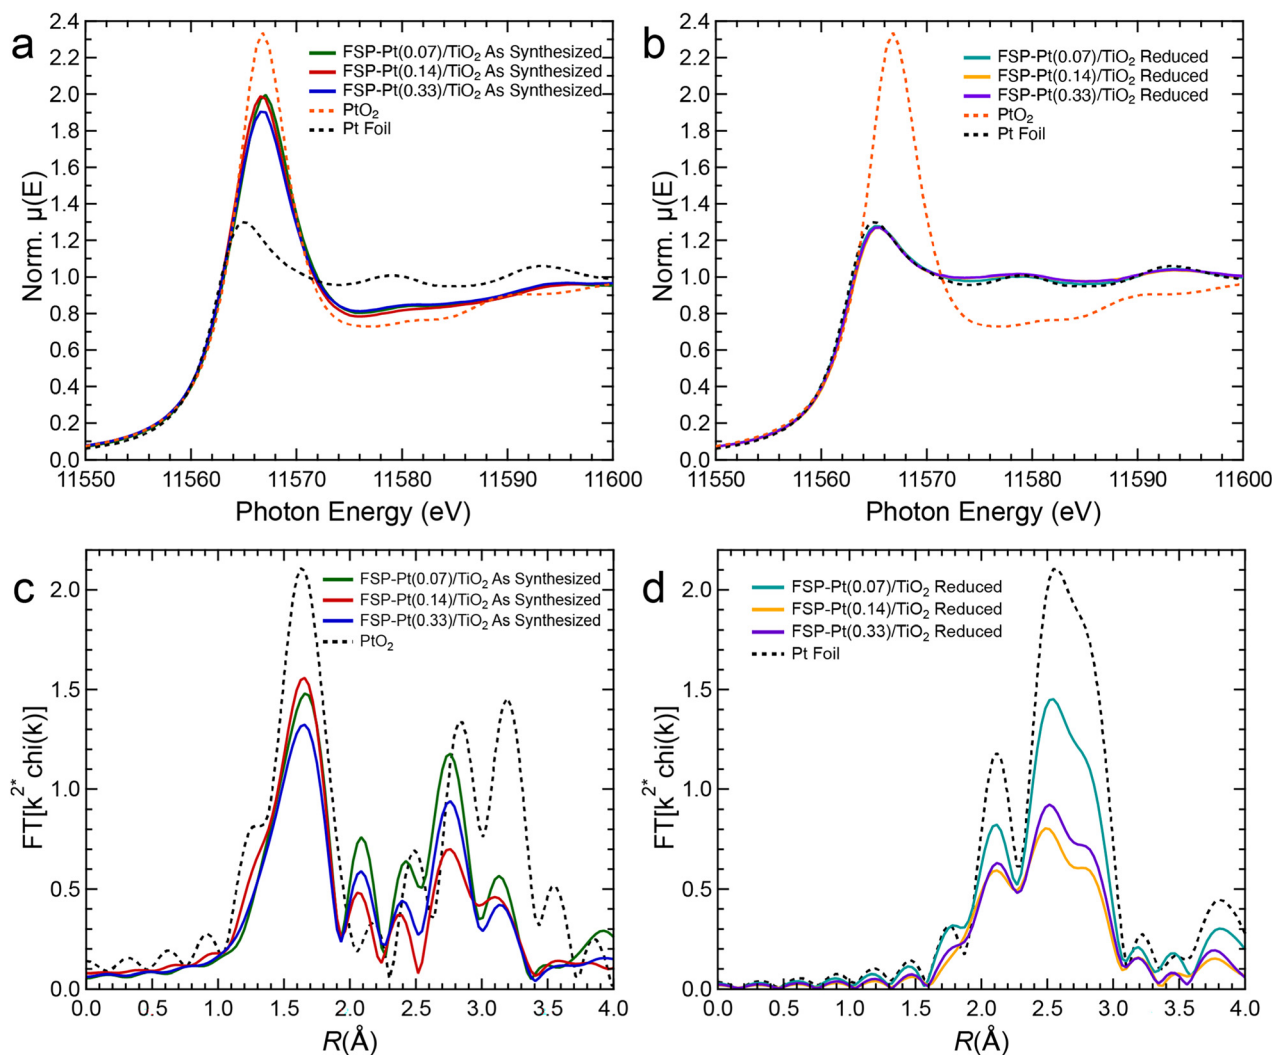 a
2.4
2.2
2.0
1.8
1.6
1.4
1.2
1.0
0.8
0.6
0.4
0.2
0.0
Norm. μ(E)
FSP-Pt(0.07)/TiO₂ As Synthesized
FSP-Pt(0.14)/TiO₂ As Synthesized
FSP-Pt(0.33)/TiO₂ As Synthesized
PtO₂
Pt Foil
11550 11560 11570 11580 11590 11600
Photon Energy (eV)
b
2.4
2.2
2.0
1.8
1.6
1.4
1.2
1.0
0.8
0.6
0.4
0.2
0.0
Norm. μ(E)
FSP-Pt(0.07)/TiO₂ Reduced
FSP-Pt(0.14)/TiO₂ Reduced
FSP-Pt(0.33)/TiO₂ Reduced
PtO₂
Pt Foil
11550 11560 11570 11580 11590 11600
Photon Energy (eV)
c
2.0
1.5
1.0
0.5
0.0
FT[k²* chi(k)]
FSP-Pt(0.07)/TiO₂ As Synthesized
FSP-Pt(0.14)/TiO₂ As Synthesized
FSP-Pt(0.33)/TiO₂ As Synthesized
PtO₂
0.0 0.5 1.0 1.5 2.0 2.5 3.0 3.5 4.0
R(Å)
d
2.0
1.5
1.0
0.5
0.0
FT[k²* chi(k)]
FSP-Pt(0.07)/TiO₂ Reduced
FSP-Pt(0.14)/TiO₂ Reduced
FSP-Pt(0.33)/TiO₂ Reduced
Pt Foil
0.0 0.5 1.0 1.5 2.0 2.5 3.0 3.5 4.0
R(Å)